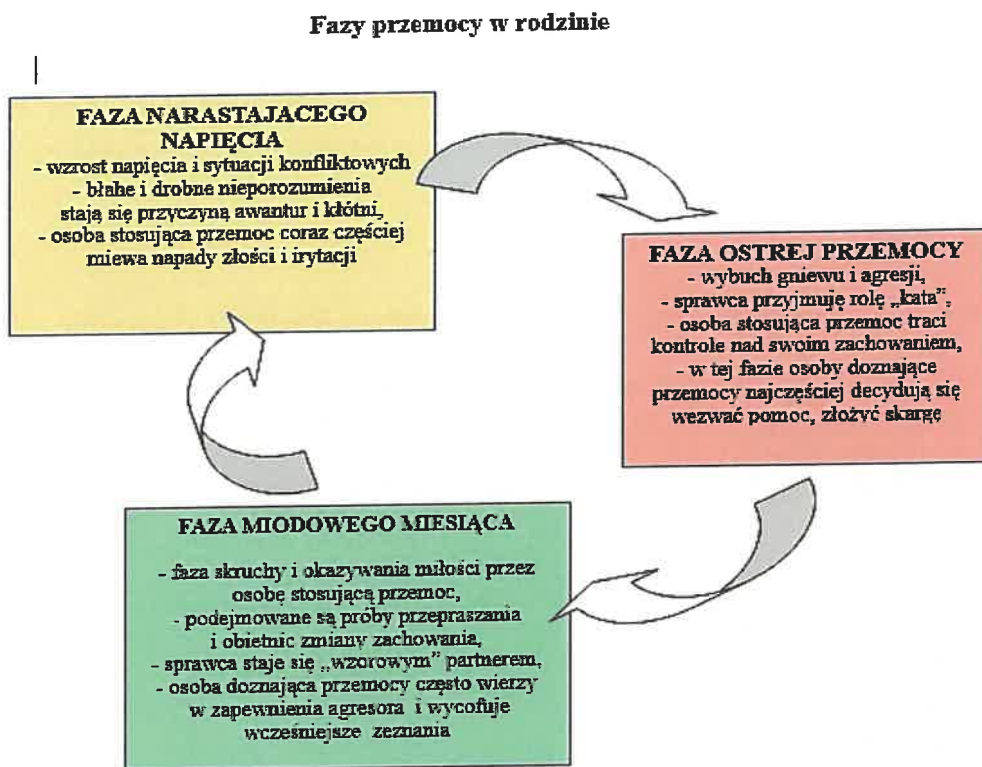 Fazy przemocy w rodzinie
FAZA NARASTAJACEGO
NAPIĘCIA
- wzrost napięcia i sytuacji konfliktowych
- błahe i drobne nieporozumienia
stają się przyczyną awantur i kłótni,
- osoba stosująca przemoc coraz częściej
miewa napady złości i irytacji
FAZA OSTREJ PRZEMOCY
- wybuch gniewu i agresji,
- sprawca przyjmuję rolę „kata”,
- osoba stosująca przemoc traci
kontrole nad swoim zachowaniem,
- w tej fazie osoby doznające
przemocy najczęściej decydują się
wezwać pomoc, złożyć skargę
FAZA MIODOWEGO MIESIĄCA
- faza skruchy i okazywania miłości przez
osobę stosującą przemoc,
- podejmowane są próby przepraszania
i obietnic zmiany zachowania,
- sprawca staje się „wzorowym” partnerem,
- osoba doznająca przemocy często wierzy
w zapewnienia agresora i wycofuje
wcześniejsze zeznania